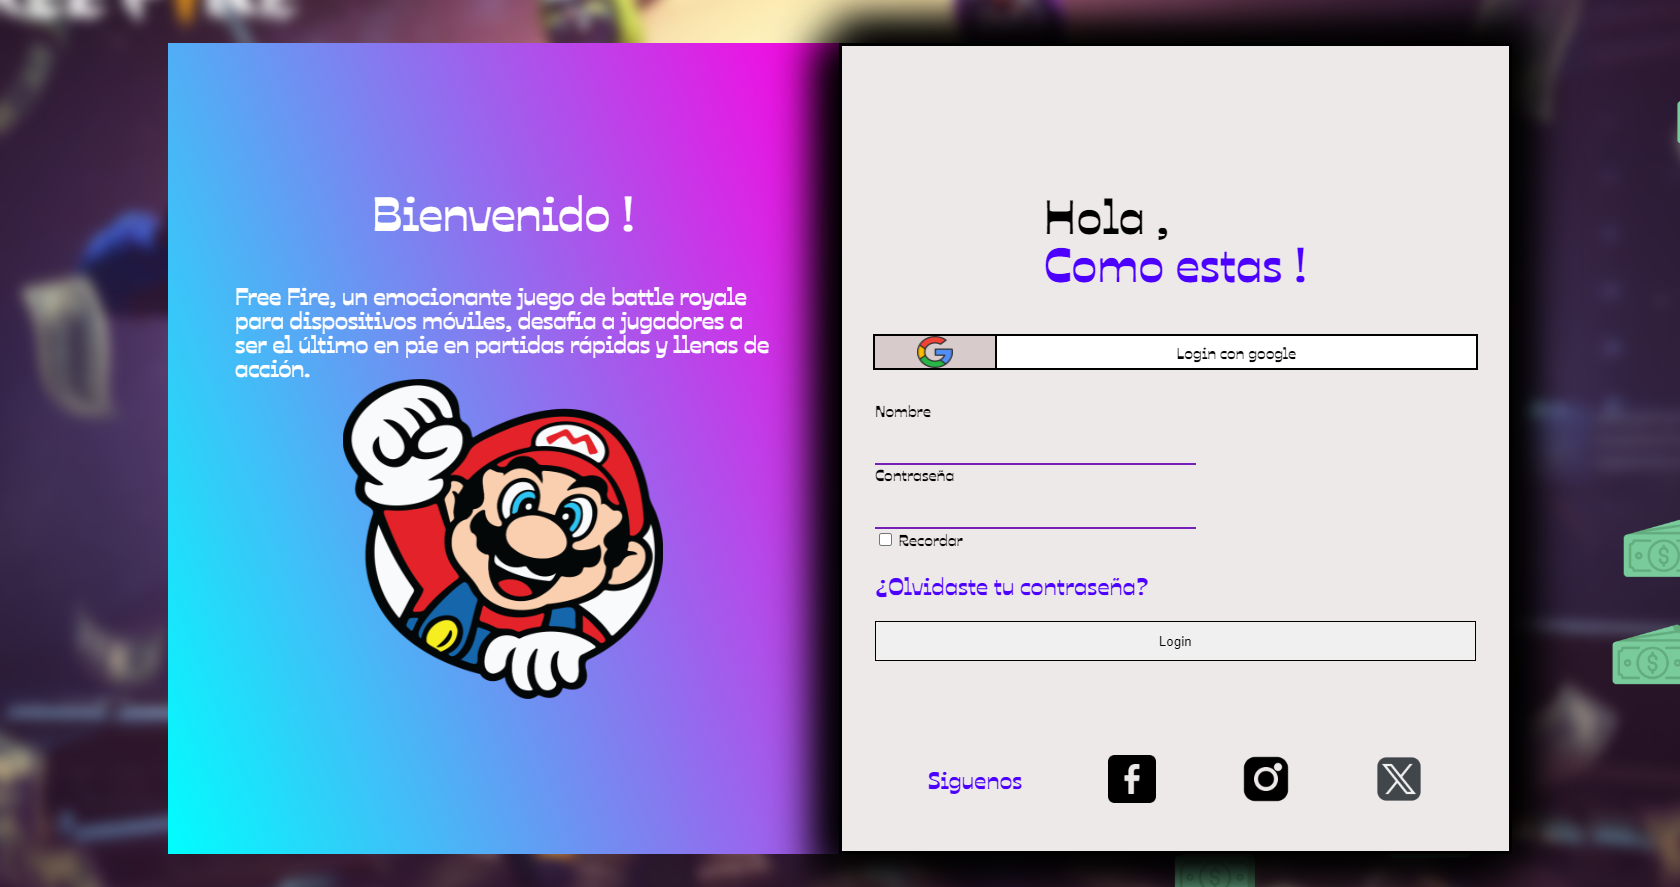 Bienvenido !
Free Fire, un emocionante juego de battle royale
para dispositivos móviles, desafía a jugadores a
ser el último en pie en partidas rápidas y llenas de
acción.
Hola ,
Como estas !
Login con google
Nombre
Contraseña
Recordar
¿Olvidaste tu contraseña?
Login
Siguenos